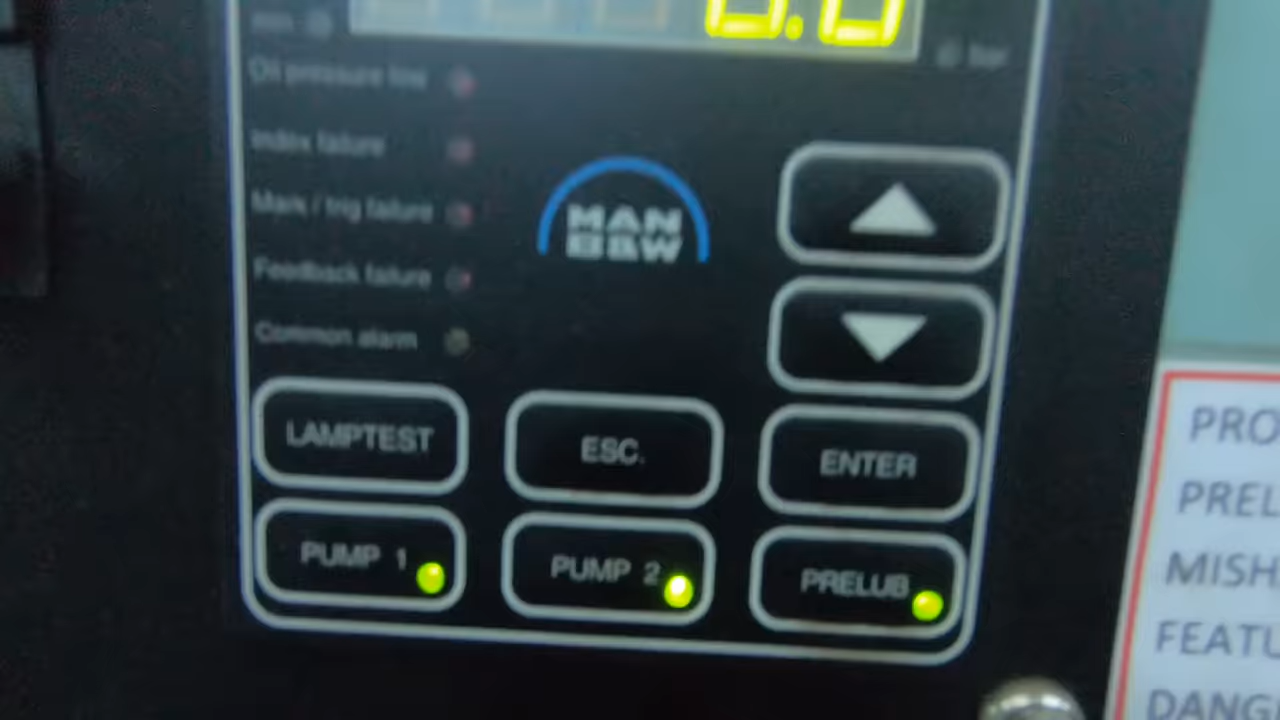 bar
Oil pressure low
Index failure
Mark / trig failure
Feedback failure
Common alarm
MAN
B&W
LAMPTEST
ESC.
ENTER
PUMP 1
PUMP 2
PRELUB
PRO
PREL
MISH
FEATU
DANG